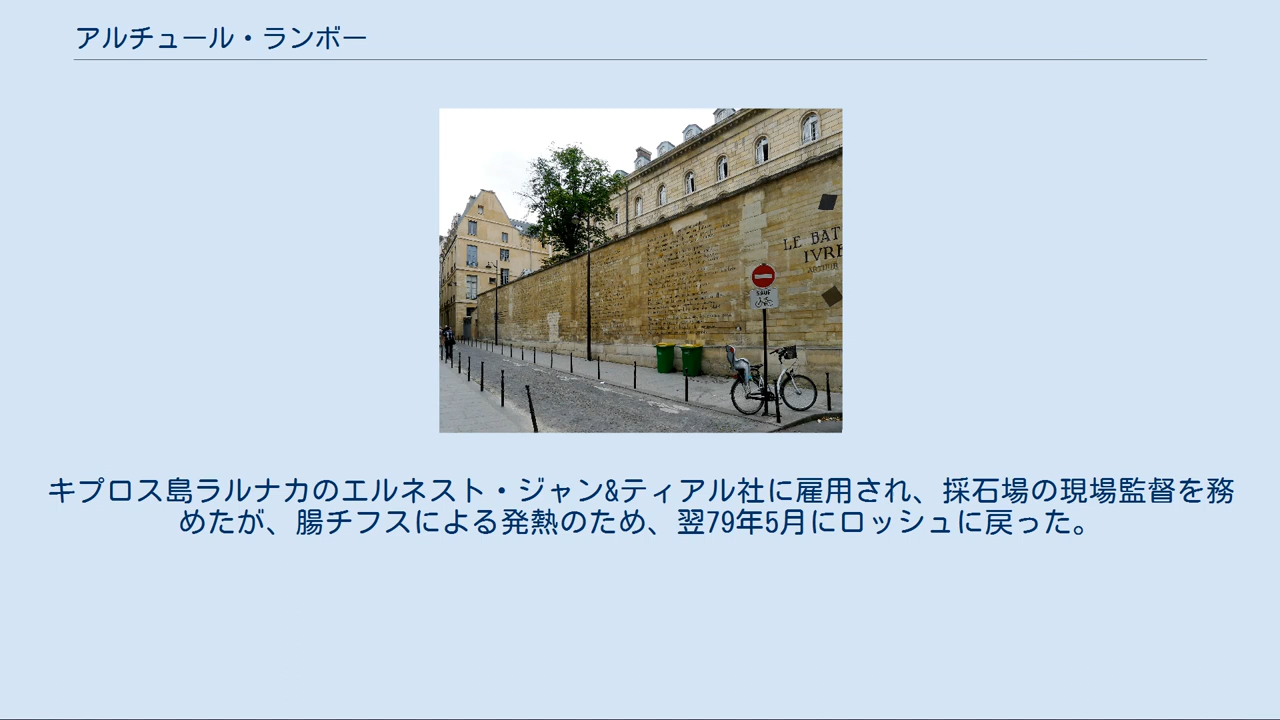 アルチュール・ランボー
LE BAT
IVRE
SAUF
キプロス島ラルナカのエルネスト・ジャン&ティアル社に雇用され、採石場の現場監督を務
めたが、腸チフスによる発熱のため、翌79年5月にロッシュに戻った。